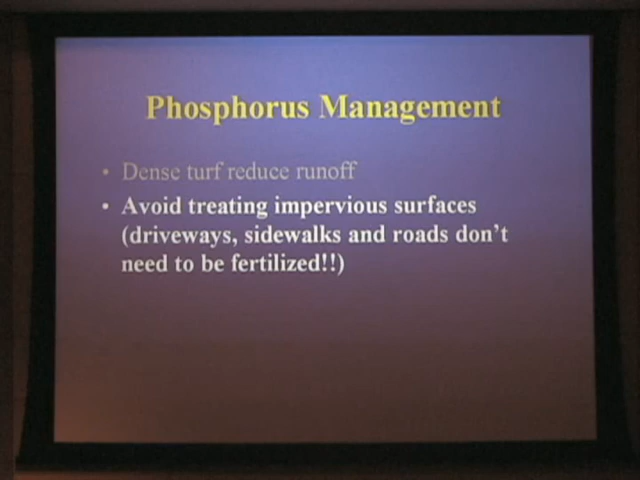 Phosphorus Management
• Dense turf reduce runoff
• Avoid treating impervious surfaces
(driveways, sidewalks and roads don't
need to be fertilized!!)